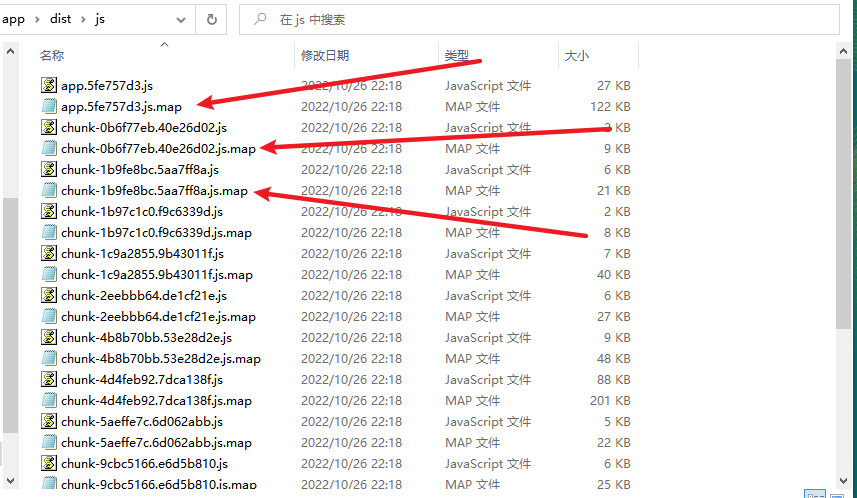 app > dist > js
在 js 中搜索
名称 修改日期 类型 大小
app.5fe757d3.js 2022/10/26 22:18 JavaScript 文件 27 KB
app.5fe757d3.js.map 2022/10/26 22:18 MAP 文件 122 KB
chunk-0b6f77eb.40e26d02.js 2022/10/26 22:18 JavaScript 文件 KB
chunk-0b6f77eb.40e26d02.js.map 2022/10/26 22:18 MAP 文件 9 KB
chunk-1b9fe8bc.5aa7ff8a.js 2022/10/26 22:18 JavaScript 文件 6 KB
chunk-1b9fe8bc.5aa7ff8a.js.map 2022/10/26 22:18 MAP 文件 21 KB
chunk-1b97c1c0.f9c6339d.js 2022/10/26 22:18 JavaScript 文件 2 KB
chunk-1b97c1c0.f9c6339d.js.map 2022/10/26 22:18 MAP 文件 8 KB
chunk-1c9a2855.9b43011f.js 2022/10/26 22:18 JavaScript 文件 7 KB
chunk-1c9a2855.9b43011f.js.map 2022/10/26 22:18 MAP 文件 40 KB
chunk-2eebbb64.de1cf21e.js 2022/10/26 22:18 JavaScript 文件 6 KB
chunk-2eebbb64.de1cf21e.js.map 2022/10/26 22:18 MAP 文件 27 KB
chunk-4b8b70bb.53e28d2e.js 2022/10/26 22:18 JavaScript 文件 9 KB
chunk-4b8b70bb.53e28d2e.js.map 2022/10/26 22:18 MAP 文件 48 KB
chunk-4d4feb92.7dca138f.js 2022/10/26 22:18 JavaScript 文件 88 KB
chunk-4d4feb92.7dca138f.js.map 2022/10/26 22:18 MAP 文件 201 KB
chunk-5aeffe7c.6d062abb.js 2022/10/26 22:18 JavaScript 文件 5 KB
chunk-5aeffe7c.6d062abb.js.map 2022/10/26 22:18 MAP 文件 22 KB
chunk-9cbc5166.e6d5b810.js 2022/10/26 22:18 JavaScript 文件 6 KB
chunk-9cbc5166.e6d5b810.js.map 2022/10/26 22:18 MAP 文件 25 KB